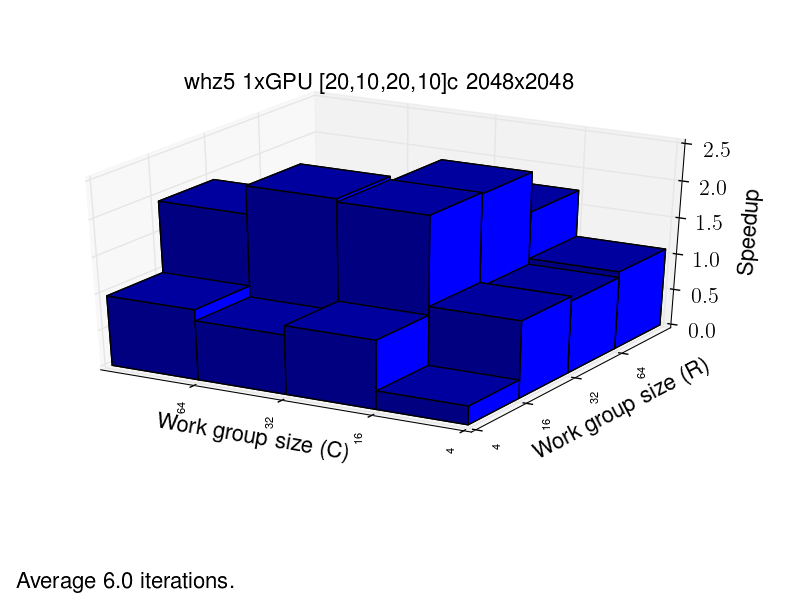 whz5 1xGPU [20,10,20,10]c 2048x2048
2.5
2.0
1.5
1.0
0.5
0.0
Speedup
64
32
16
4
Work group size (C)
4
16
32
64
Work group size (R)
Average 6.0 iterations.